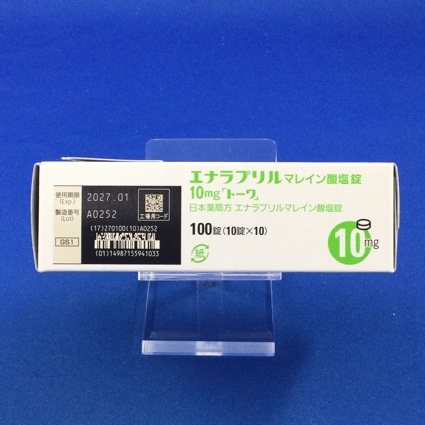 使用期限
(Exp.)
2027.01
製造番号
(Lot)
A0252
工場用コード
(17)270100(10)A0252
GS1
(01)14987155941033
エナラプリルマレイン酸塩錠
10mg「トーワ」
日本薬局方 エナラプリルマレイン酸塩錠
100錠(10錠×10)
紙
10mg